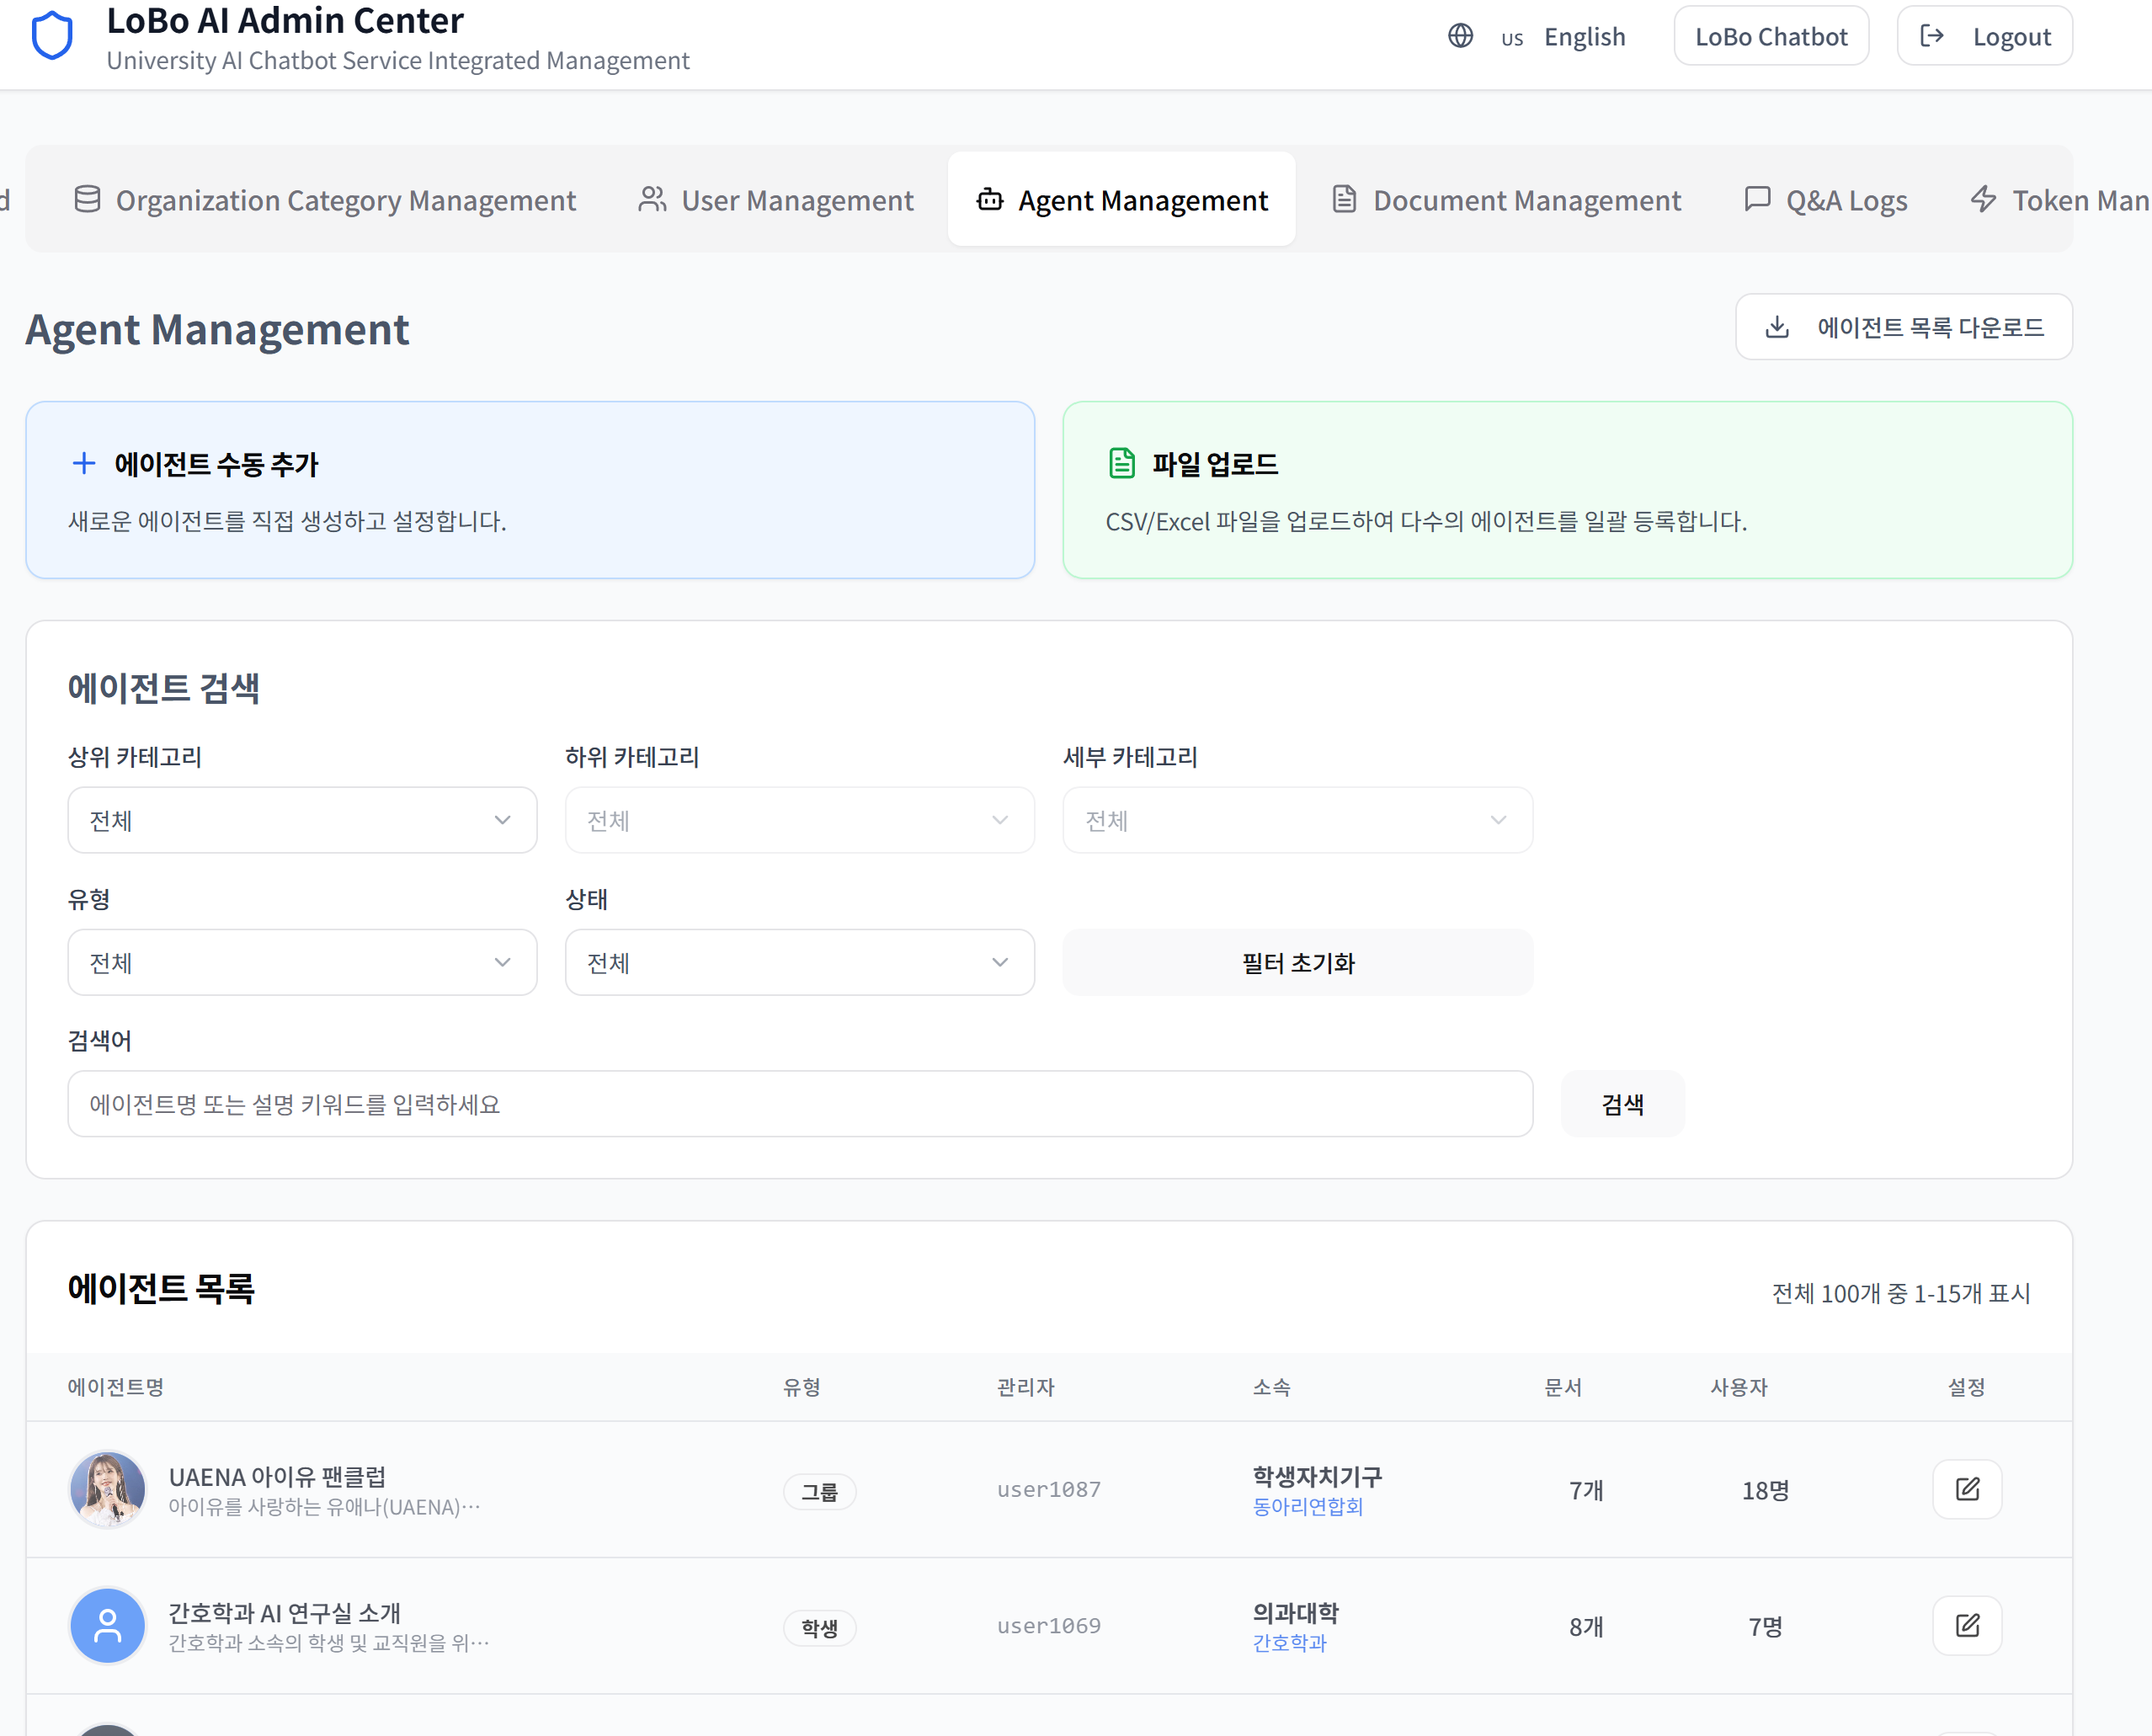 LoBo AI Admin Center
University AI Chatbot Service Integrated Management
us English
LoBo Chatbot
Logout
d
Organization Category Management
User Management
Agent Management
Document Management
Q&A Logs
Token Man
Agent Management
에이전트 목록 다운로드
에이전트 수동 추가
새로운 에이전트를 직접 생성하고 설정합니다.
파일 업로드
CSV/Excel 파일을 업로드하여 다수의 에이전트를 일괄 등록합니다.
에이전트 검색
상위 카테고리
하위 카테고리
세부 카테고리
전체
전체
전체
유형
상태
전체
전체
필터 초기화
검색어
에이전트명 또는 설명 키워드를 입력하세요
검색
에이전트 목록
전체 100개 중 1-15개 표시
에이전트명 유형 관리자 소속 문서 사용자 설정
UAENA 아이유 팬클럽
아이유를 사랑하는 유애나(UAENA)…
그룹
user1087
학생자치기구
동아리연합회
7개
18명
간호학과 AI 연구실 소개
간호학과 소속의 학생 및 교직원을 위…
학생
user1069
의과대학
간호학과
8개
7명